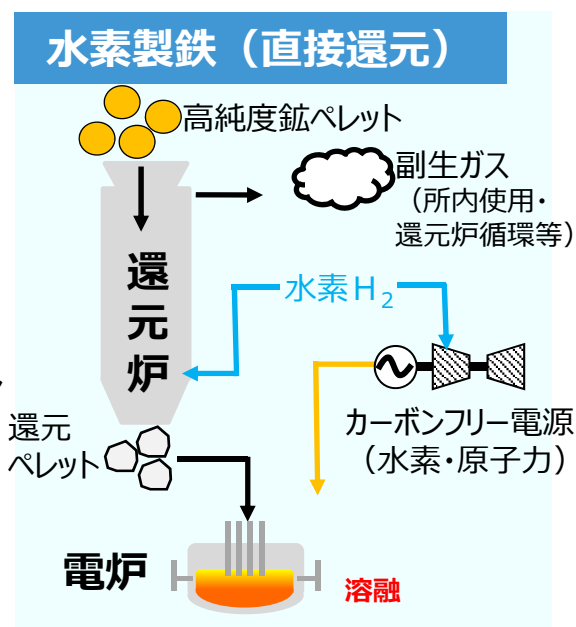 水素製鉄（直接還元）
高純度鉱ペレット
副生ガス
（所内使用・
還元炉循環等）
還元炉
水素H2
カーボンフリー電源
（水素・原子力）
還元
ペレット
電炉
溶融